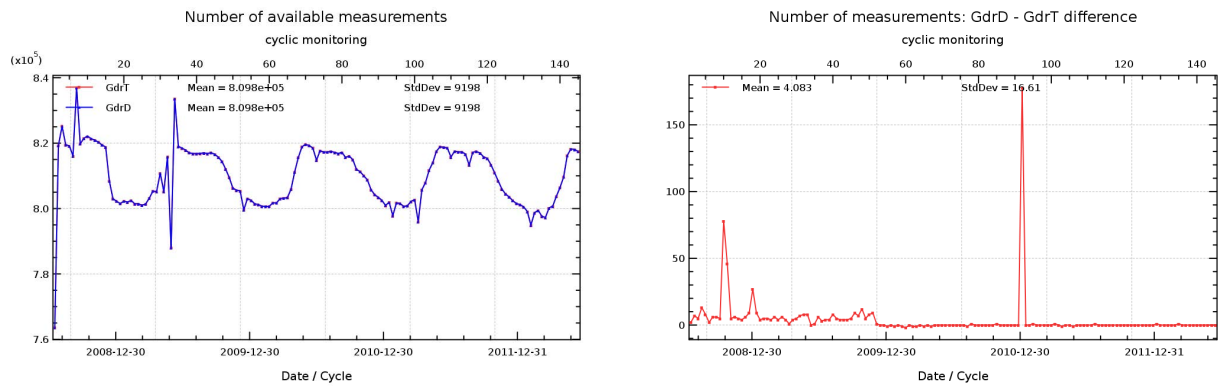 Number of available measurements
cyclic monitoring
(x10^5)
20 40 60 80 100 120 140
8.4
8.2
8.0
7.8
7.6
GdrT Mean = 8.098e+05 StdDev = 9198
GdrD Mean = 8.098e+05 StdDev = 9198
2008-12-30 2009-12-30 2010-12-30 2011-12-31
Date / Cycle
Number of measurements: GdrD - GdrT difference
cyclic monitoring
20 40 60 80 100 120 140
Mean = 4.083 StdDev = 16.61
150
100
50
0
2008-12-30 2009-12-30 2010-12-30 2011-12-31
Date / Cycle